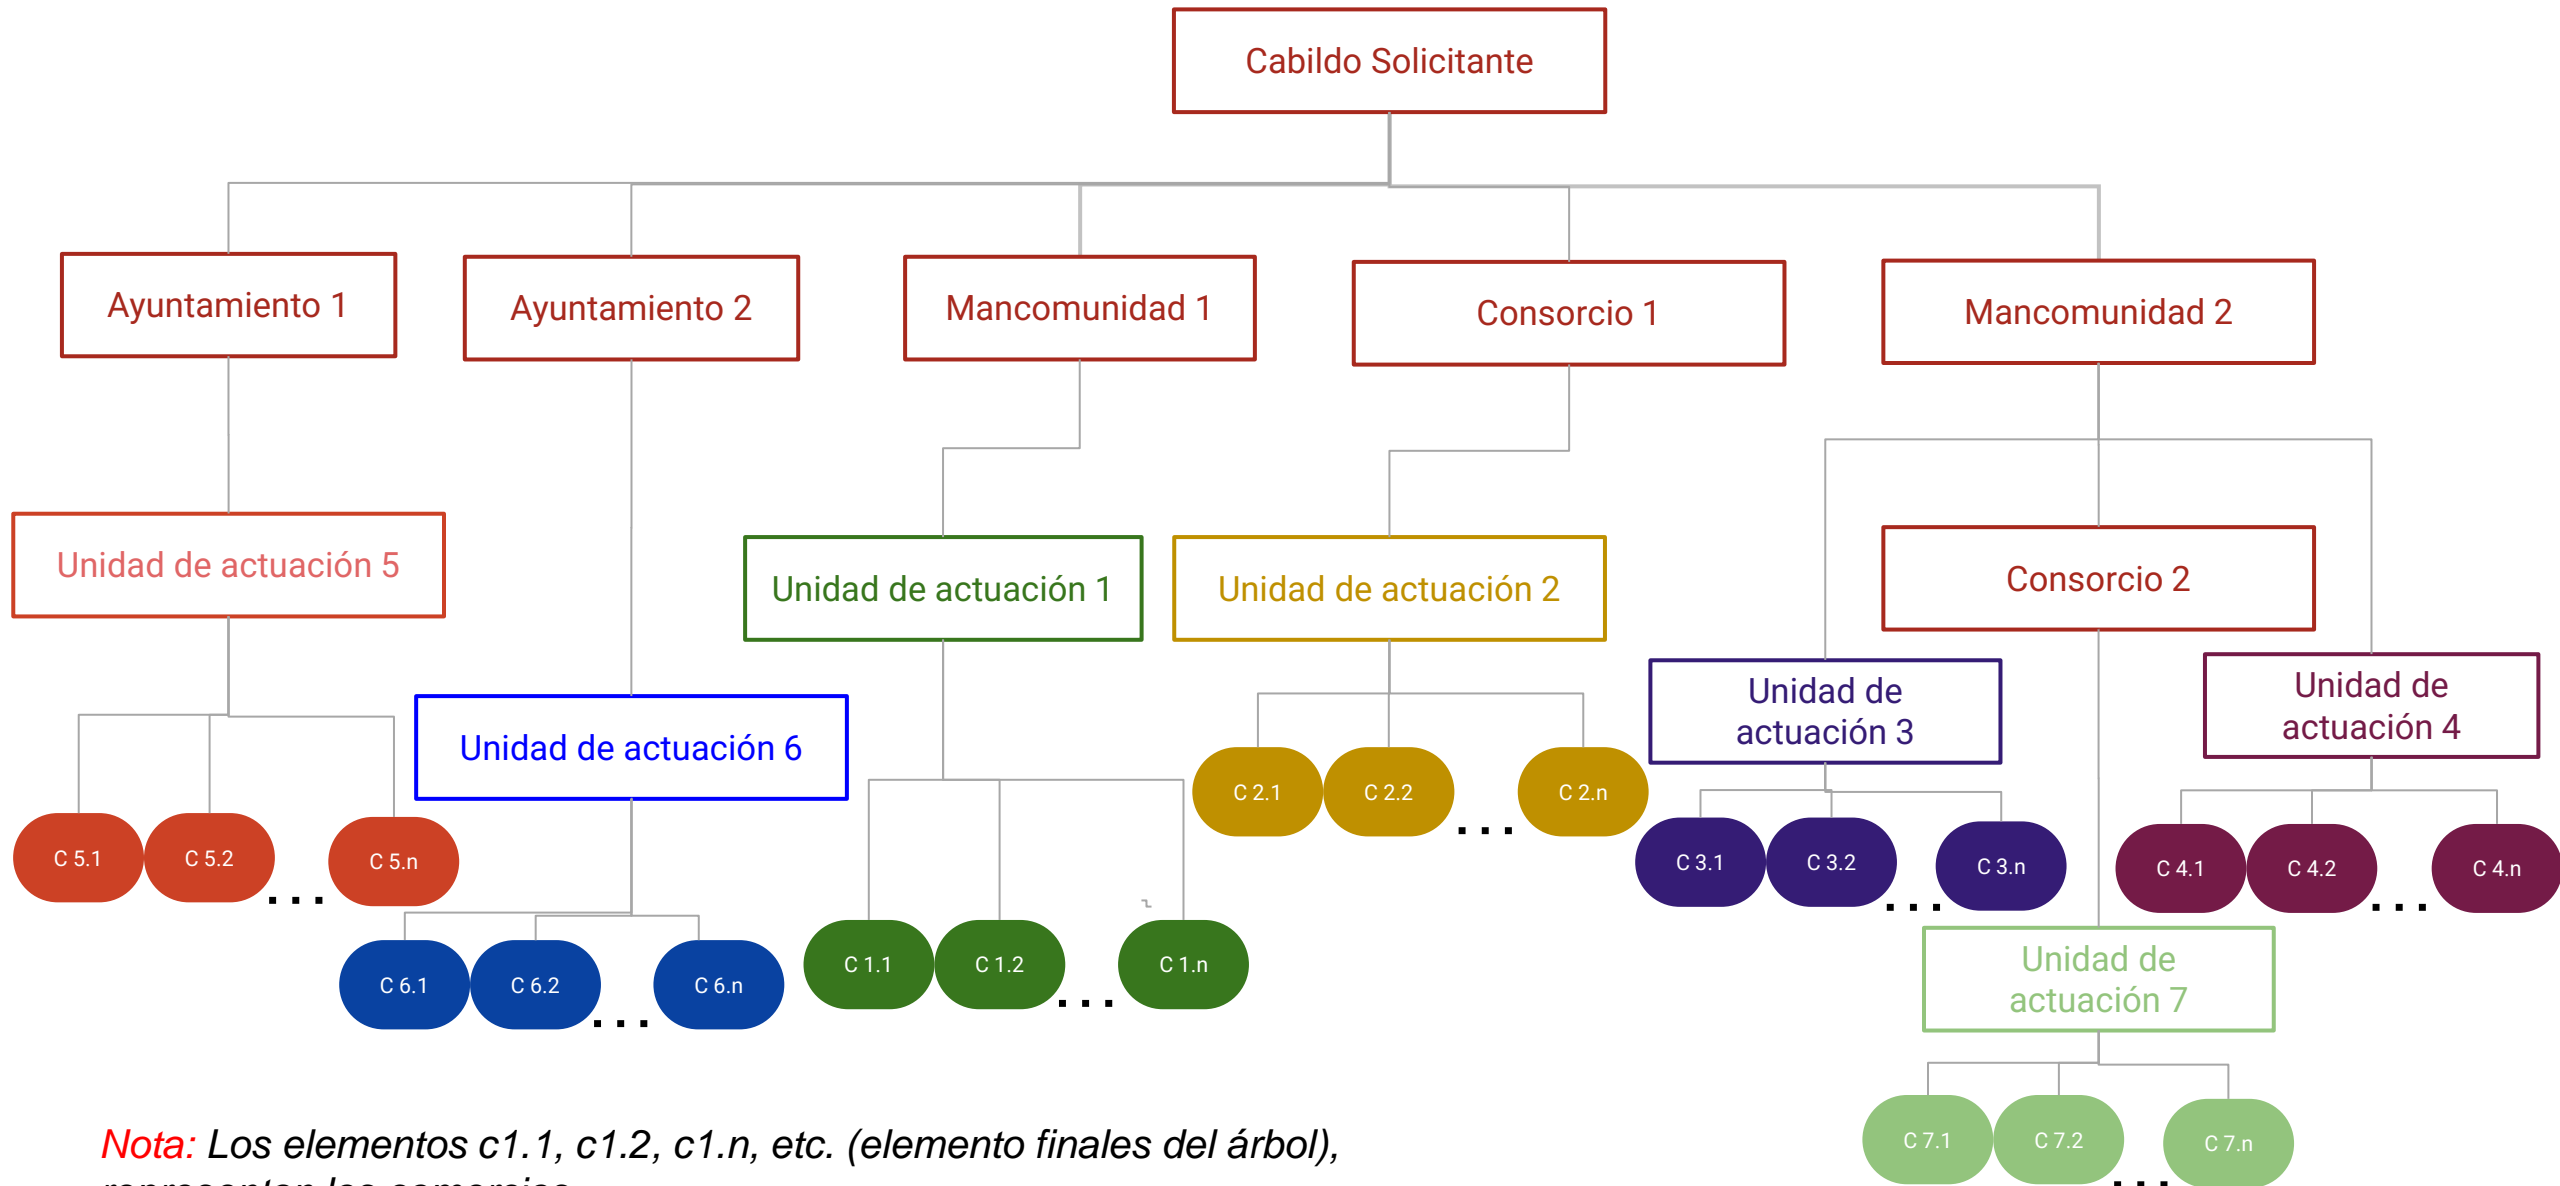 Cabildo Solicitante
Ayuntamiento 1
Ayuntamiento 2
Mancomunidad 1
Consorcio 1
Mancomunidad 2
Unidad de actuación 5
Unidad de actuación 1
Unidad de actuación 2
Consorcio 2
Unidad de actuación 6
Unidad de
actuación 3
Unidad de
actuación 4
C 2.1
C 2.2
...
C 2.n
C 5.1
C 5.2
...
C 5.n
C 3.1
C 3.2
...
C 3.n
C 4.1
C 4.2
...
C 4.n
C 6.1
C 6.2
...
C 6.n
C 1.1
C 1.2
...
C 1.n
Unidad de
actuación 7
C 7.1
C 7.2
...
C 7.n
Nota: Los elementos c1.1, c1.2, c1.n, etc. (elemento finales del árbol),